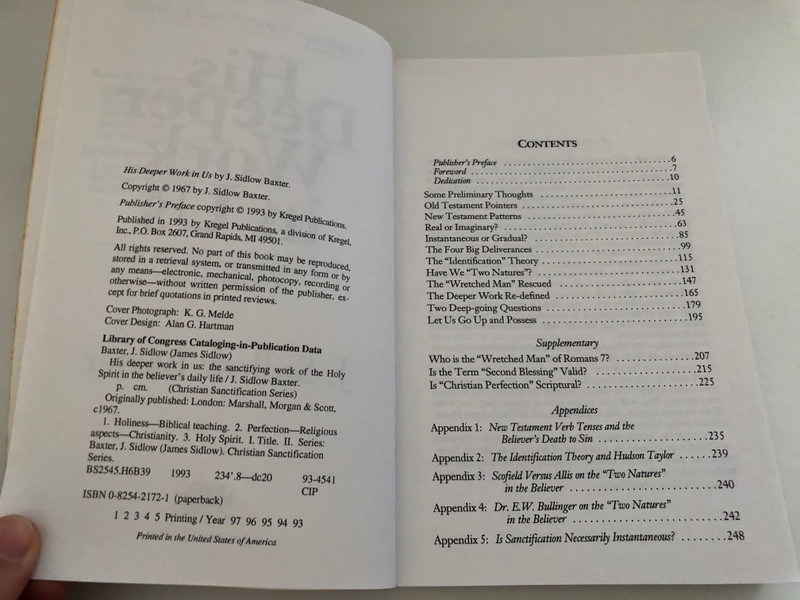 His Deeper Work in Us by J. Sidlow Baxter.
Copyright © 1967 by J. Sidlow Baxter.
Publisher's Preface copyright © 1993 by Kregel Publications.
Published in 1993 by Kregel Publications, a division of Kregel,
Inc., P.O. Box 2607, Grand Rapids, MI 49501.
All rights reserved. No part of this book may be reproduced,
stored in a retrieval system, or transmitted in any form or by
any means—electronic, mechanical, photocopy, recording or
otherwise—without written permission of the publisher, ex-
cept for brief quotations in printed reviews.
Cover Photograph: K. G. Melde
Cover Design: Alan G. Hartman
Library of Congress Cataloging-in-Publication Data
Baxter, J. Sidlow (James Sidlow)
His deeper work in us: the sanctifying work of the Holy
Spirit in the believer's daily life / J. Sidlow Baxter.
p. cm. (Christian Sanctification Series)
Originally published: London: Marshall, Morgan & Scott,
c1967.
1. Holiness—Biblical teaching. 2. Perfection—Religious
aspects—Christianity. 3. Holy Spirit. I. Title. II. Series:
Baxter, J. Sidlow (James Sidlow). Christian Sanctification
Series.
BS2545.H6B39 1993 234'.8—dc20 93-4541
CIP
ISBN 0-8254-2172-1 (paperback)
1 2 3 4 5 Printing / Year 97 96 95 94 93
Printed in the United States of America
CONTENTS
Publisher's Preface . . . . . 6
Foreword . . . . . 7
Dedication . . . . . 10
Some Preliminary Thoughts . . . . . 11
Old Testament Pointers . . . . . 25
New Testament Patterns . . . . . 45
Real or Imaginary? . . . . . 63
Instantaneous or Gradual? . . . . . 85
The Four Big Deliverances . . . . . 99
The "Identification" Theory . . . . . 115
Have We "Two Natures"? . . . . . 131
The "Wretched Man" Rescued . . . . . 147
The Deeper Work Re-defined . . . . . 165
Two Deep-going Questions . . . . . 179
Let Us Go Up and Possess . . . . . 195
Supplementary
Who is the "Wretched Man" of Romans 7? . . . . . 207
Is the Term "Second Blessing" Valid? . . . . . 215
Is "Christian Perfection" Scriptural? . . . . . 225
Appendices
Appendix 1: New Testament Verb Tenses and the
Believer's Death to Sin . . . . . 235
Appendix 2: The Identification Theory and Hudson Taylor . . . . . 239
Appendix 3: Scofield Versus Allis on the "Two Natures"
in the Believer . . . . . 240
Appendix 4: Dr. E.W. Bullinger on the "Two Natures"
in the Believer . . . . . 242
Appendix 5: Is Sanctification Necessarily Instantaneous? . . . . . 248